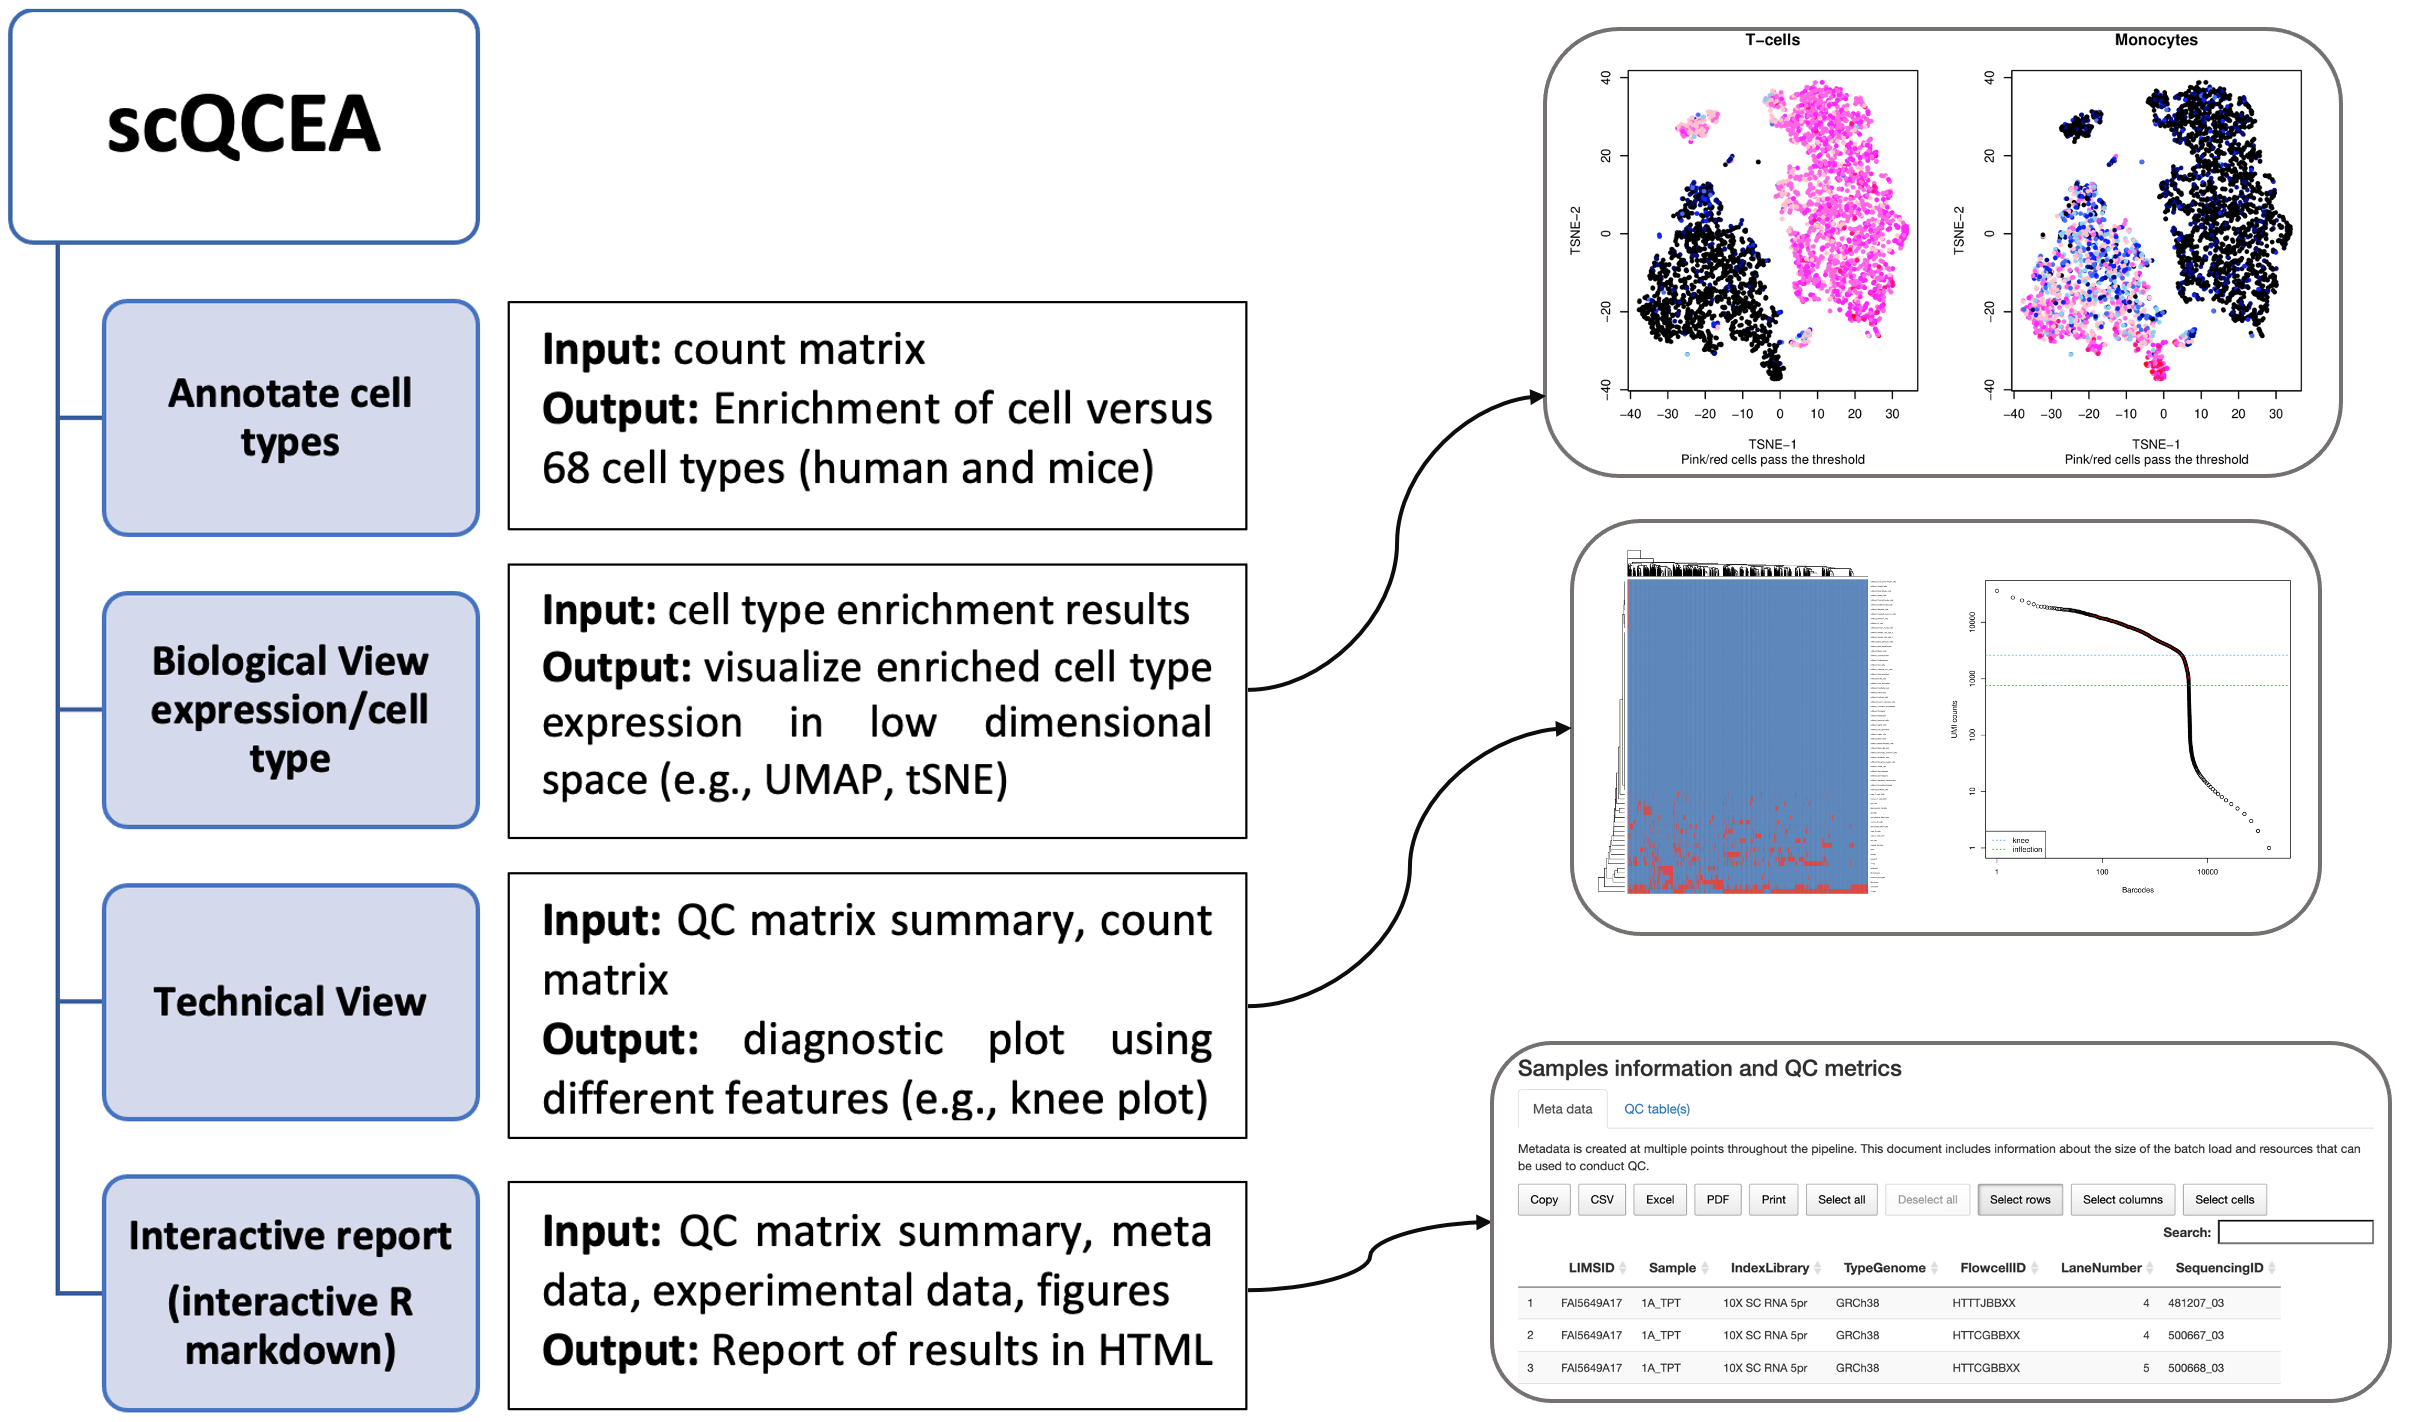 scQCEA
Annotate cell
types
Input: count matrix
Output: Enrichment of cell versus
68 cell types (human and mice)
Biological View
expression/cell
type
Input: cell type enrichment results
Output: visualize enriched cell type
expression in low dimensional
space (e.g., UMAP, tSNE)
Technical View
Input: QC matrix summary, count
matrix
Output: diagnostic plot using
different features (e.g., knee plot)
Interactive report
(interactive R
markdown)
Input: QC matrix summary, meta
data, experimental data, figures
Output: Report of results in HTML
T-cells
TSNE-2
40
20
0
-20
-40
-40 -30 -20 -10 0 10 20 30
TSNE-1
Pink/red cells pass the threshold
Monocytes
TSNE-2
40
20
0
-20
-40
-40 -30 -20 -10 0 10 20 30
TSNE-1
Pink/red cells pass the threshold
UMI counts
10000
1000
100
10
1
knee
inflection
1 100 10000
Barcodes
Samples information and QC metrics
Meta data QC table(s)
Metadata is created at multiple points throughout the pipeline. This document includes information about the size of the batch load and resources that can
be used to conduct QC.
Copy CSV Excel PDF Print Select all Deselect all Select rows Select columns Select cells
Search:
LIMSID Sample IndexLibrary TypeGenome FlowcellID LaneNumber SequencingID
1 FAI5649A17 1A_TPT 10X SC RNA 5pr GRCh38 HTTTJBBXX 4 481207_03
2 FAI5649A17 1A_TPT 10X SC RNA 5pr GRCh38 HTTCGBBXX 4 500667_03
3 FAI5649A17 1A_TPT 10X SC RNA 5pr GRCh38 HTTCGBBXX 5 500668_03